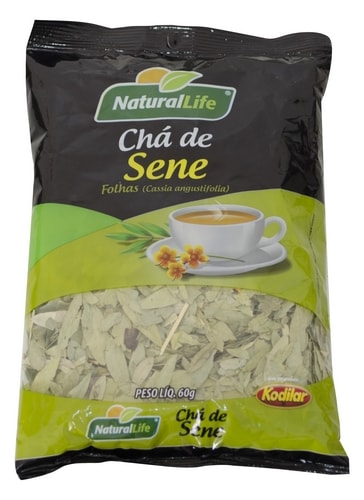 NaturalLife®
Chá de
Sene
Folhas (Cassia angustifolia)
PESO LÍQ. 60g
Kodilar
NaturalLife
Chá de
Sene